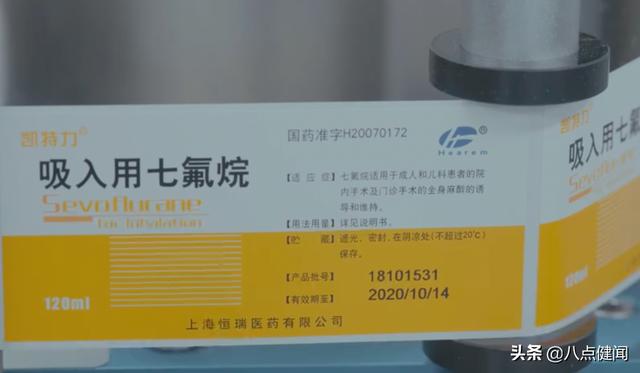 凯特力®
吸入用七氟烷
Sevoflurane
for Inhalation
120ml
国药准字H20070172
Hearem
®
[适应症] 七氟烷适用于成人和儿科患者的院
内手术及门诊手术的全身麻醉的诱
导和维持。
[用法用量] 详见说明书。
[贮藏] 遮光,密封,在阴凉处(不超过20℃)
保存。
[产品批号] 18101531
[有效期至] 2020/10/14
上海恒瑞医药有限公司
凯特力
吸入用七氟
Sevoflu
120ml
头条 @八点健闻